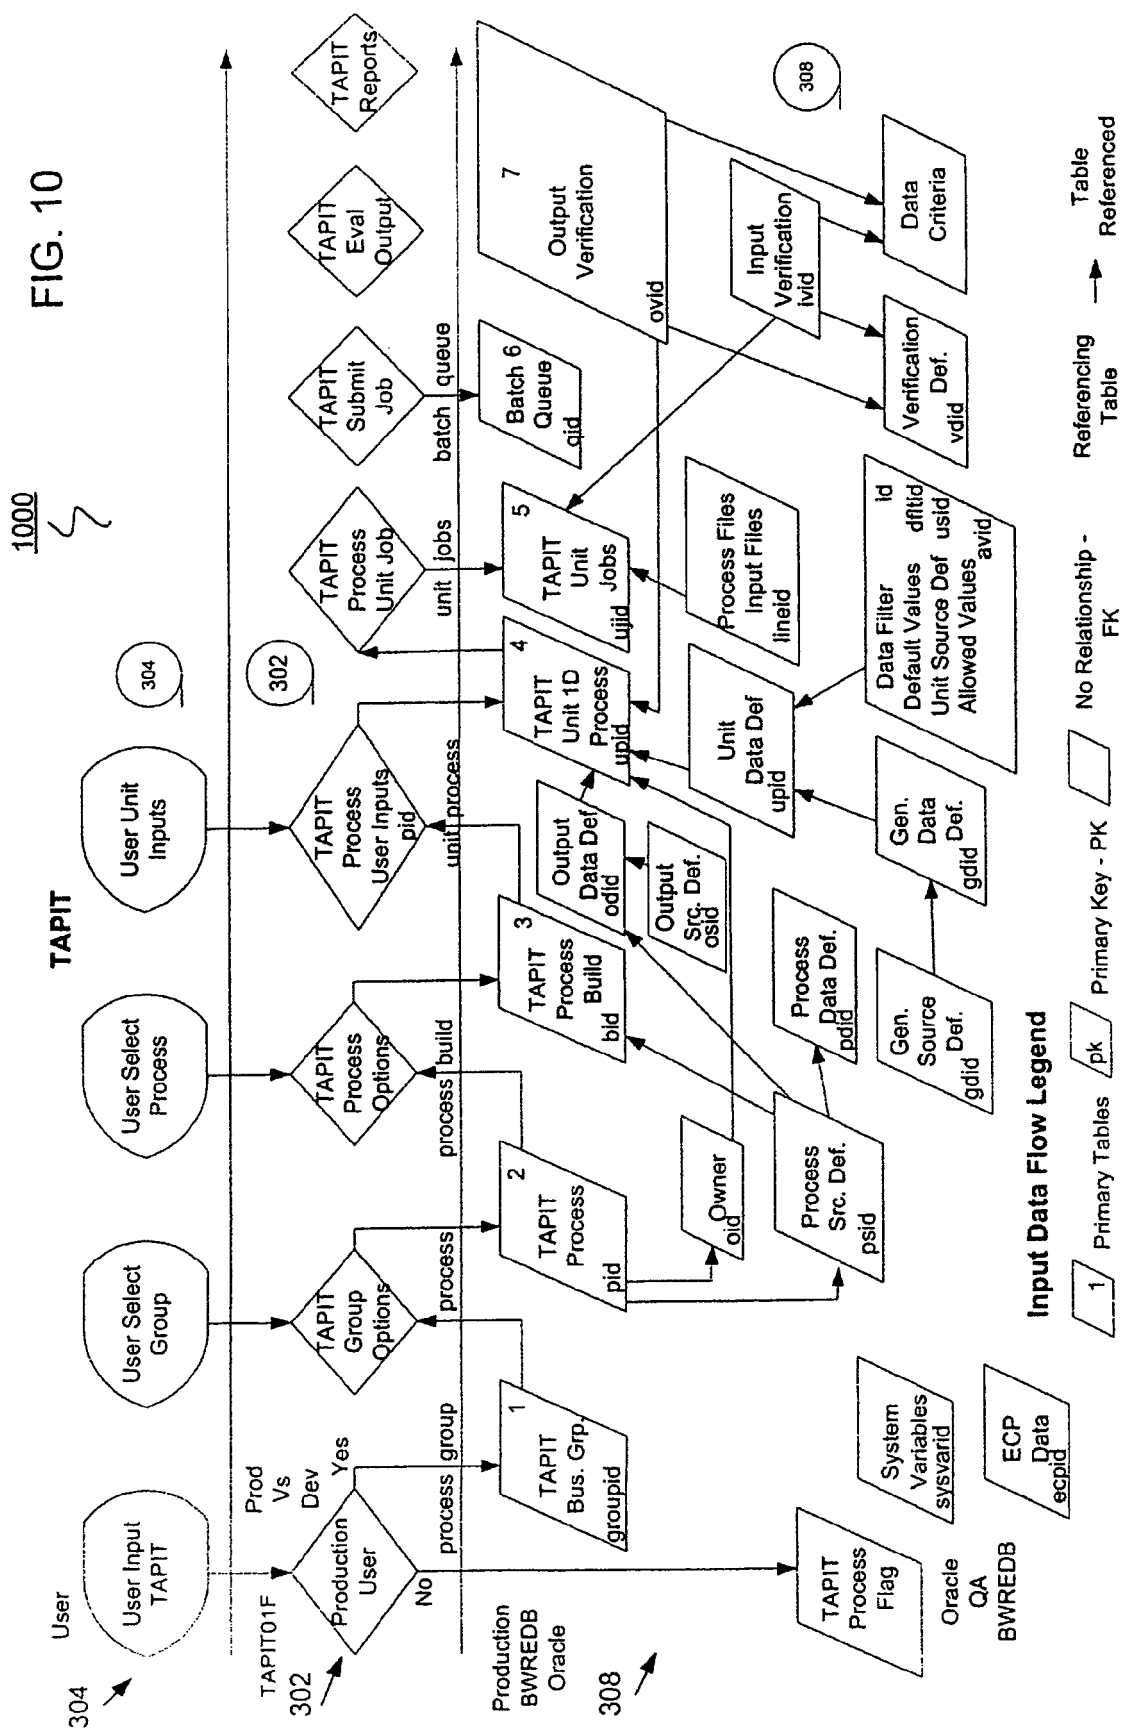 FIG. 10
1000
TAPIT
User
304
User Input
TAPIT
User Select
Group
User Select
Process
User Unit
Inputs
304
TAPIT01F
302
Prod
Vs
Dev
Yes
Production
User
No
TAPIT
Group
Options
TAPIT
Process
Options
TAPIT
Process
User Inputs
pid
302
TAPIT
Process
Unit Job
TAPIT
Submit
Job
TAPIT
Eval
Output
TAPIT
Reports
process group
process
process build
unit process
unit jobs
batch queue
Production
BWREDB
Oracle
308
1
TAPIT
Bus. Grp.
groupid
2
TAPIT
Process
pid
3
TAPIT
Process
Build
bid
4
TAPIT
Unit 1D
Process
upid
5
TAPIT
Unit
Jobs
ujid
Batch 6
Queue
qid
7
Output
Verification
ovid
308
Output
Data Def
odid
Output
Src. Def.
osid
Owner
oid
Process
Src. Def.
psid
Process
Data Def.
pdid
Unit
Data Def
upid
Process Files
Input Files
lineid
Input
Verification
ivid
TAPIT
Process
Flag
Oracle
QA
BWREDB
System
Variables
sysvarid
ECP
Data
ecpid
Gen.
Source
Def.
gdid
Gen.
Data
Def.
gdid
Data Filter id
Default Values dfltid
Unit Source Def usid
Allowed Values avid
Verification
Def.
vdid
Data
Criteria
Input Data Flow Legend
1 Primary Tables
pk Primary Key - PK
No Relationship -
FK
Referencing
Table
Table
Referenced